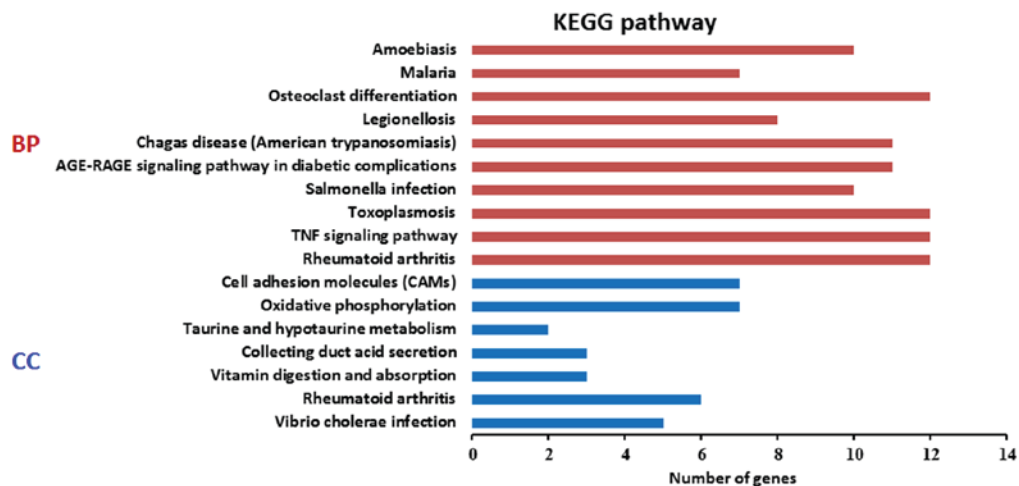 KEGG pathway
Amoebiasis
Malaria
Osteoclast differentiation
Legionellosis
BP
Chagas disease (American trypanosomiasis)
AGE-RAGE signaling pathway in diabetic complications
Salmonella infection
Toxoplasmosis
TNF signaling pathway
Rheumatoid arthritis
Cell adhesion molecules (CAMs)
Oxidative phosphorylation
Taurine and hypotaurine metabolism
Collecting duct acid secretion
CC
Vitamin digestion and absorption
Rheumatoid arthritis
Vibrio cholerae infection
0 2 4 6 8 10 12 14
Number of genes